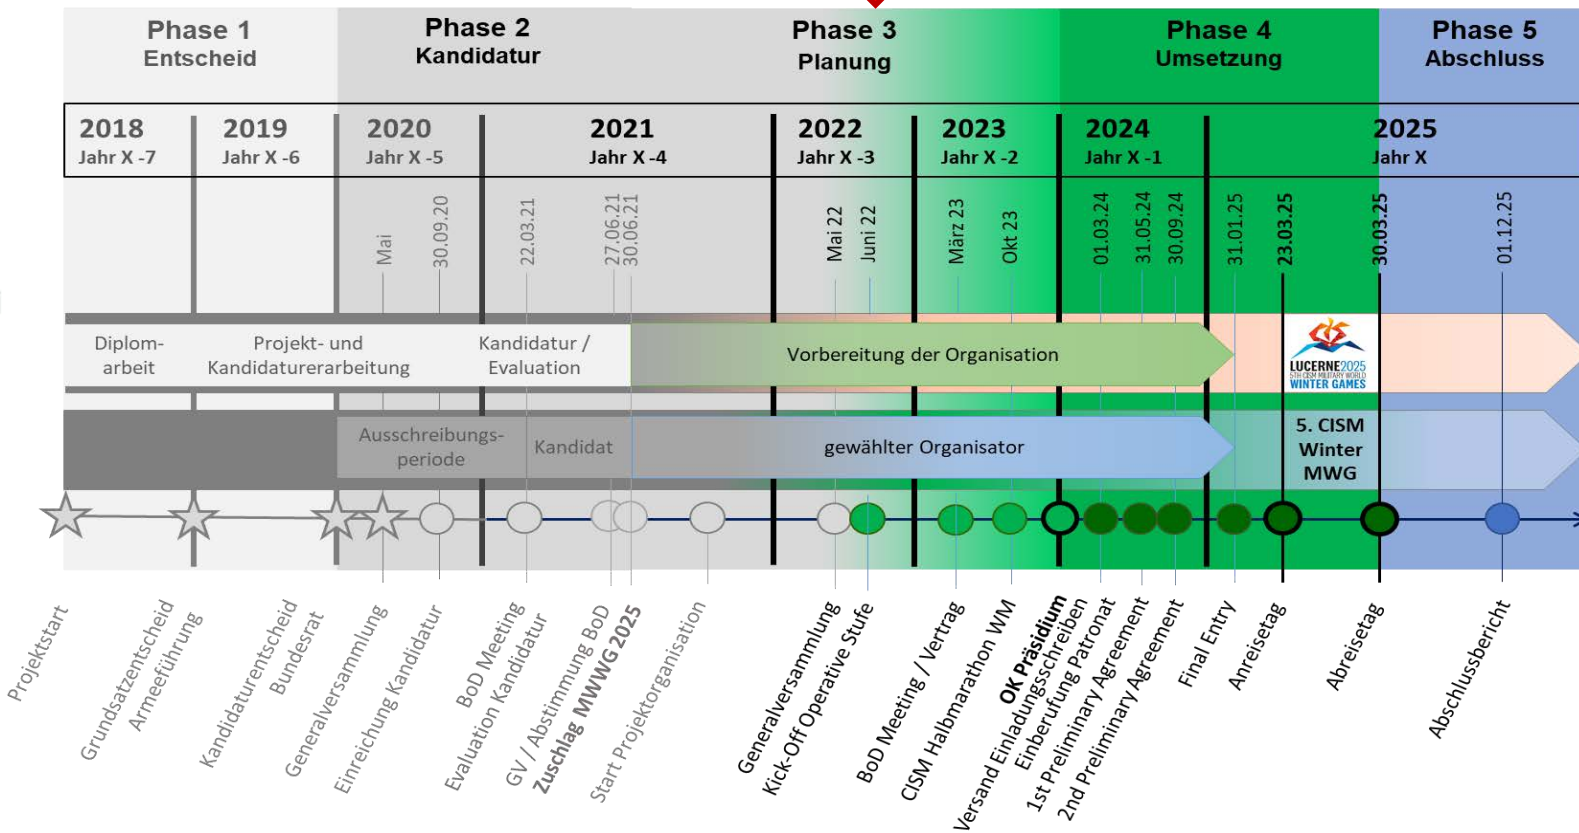 Phase 1
Entscheid
Phase 2
Kandidatur
Phase 3
Planung
Phase 4
Umsetzung
Phase 5
Abschluss
2018
Jahr X -7
2019
Jahr X -6
2020
Jahr X -5
2021
Jahr X -4
2022
Jahr X -3
2023
Jahr X -2
2024
Jahr X -1
2025
Jahr X
Mai
30.09.20
22.03.21
27.06.21
30.06.21
Mai 22
Juni 22
März 23
Okt 23
01.03.24
31.05.24
30.09.24
31.01.25
23.03.25
30.03.25
01.12.25
Diplom-
arbeit
Projekt- und
Kandidaturerarbeitung
Kandidatur /
Evaluation
Vorbereitung der Organisation
LUCERNE2025
5TH CISM MILITARY WORLD
WINTER GAMES
Ausschreibungs-
periode
Kandidat
gewählter Organisator
5. CISM
Winter
MWG
Projektstart
Grundsatzentscheid
Armeeführung
Kandidaturentscheid
Bundesrat
Generalversammlung
Einreichung Kandidatur
BoD Meeting
Evaluation Kandidatur
GV / Abstimmung BoD
Zuschlag MWWG 2025
Start Projektorganisation
Generalversammlung
Kick-Off Operative Stufe
BoD Meeting / Vertrag
CISM Halbmarathon WM
OK Präsidium
Versand Einladungsschreiben
Einberufung Patronat
1st Preliminary Agreement
2nd Preliminary Agreement
Final Entry
Anreisetag
Abreisetag
Abschlussbericht